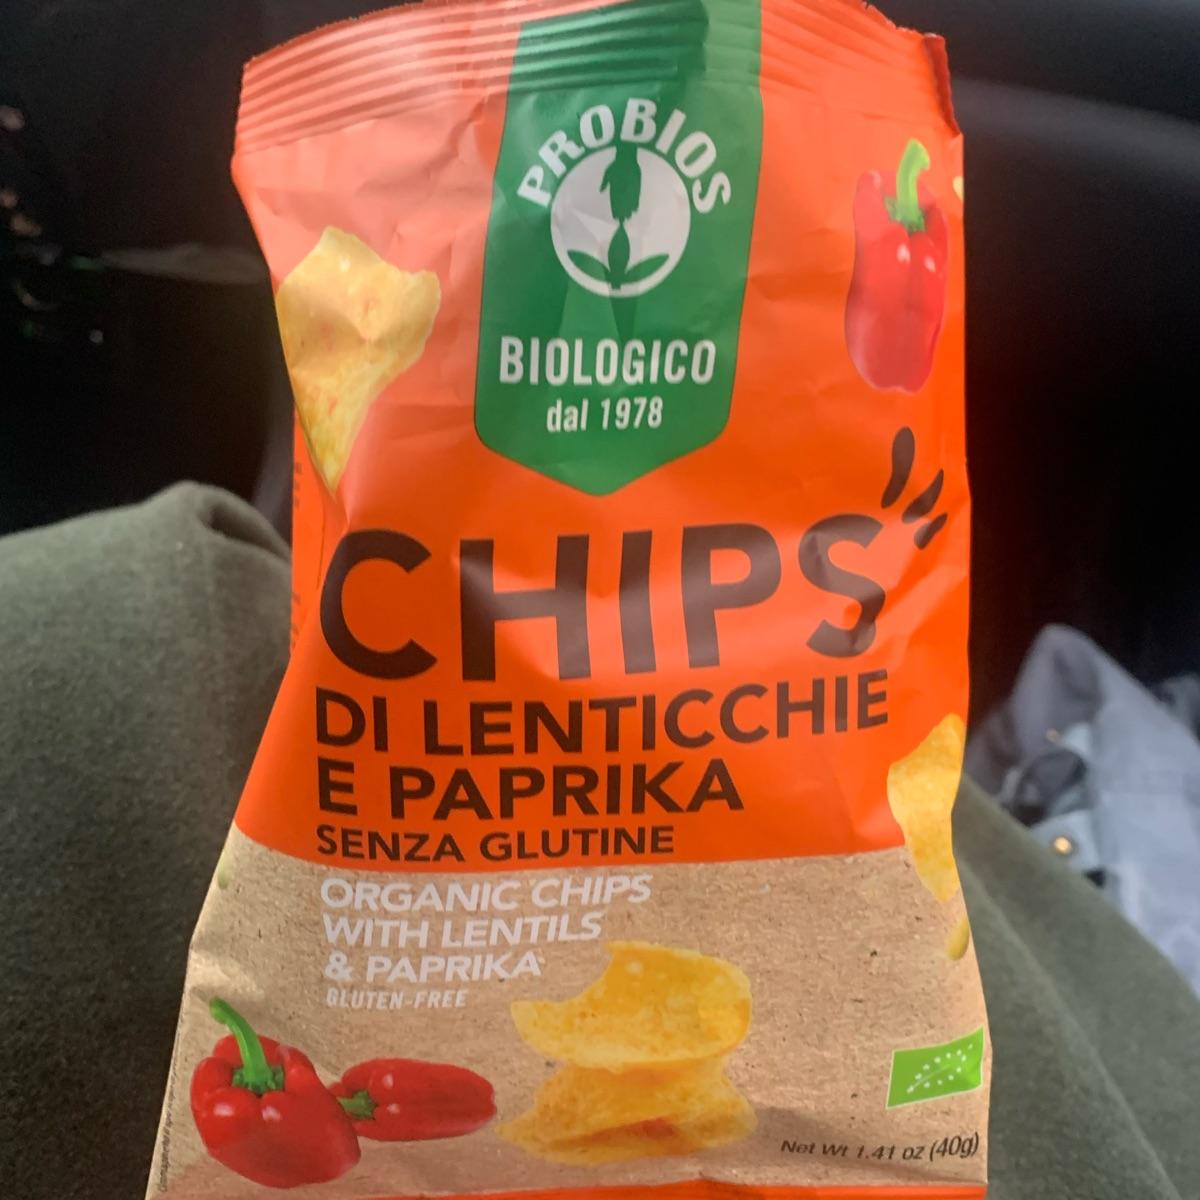 PROBIOS
BIOLOGICO
dal 1978
CHIPS
DI LENTICCHIE
E PAPRIKA
SENZA GLUTINE
ORGANIC CHIPS
WITH LENTILS
& PAPRIKA
GLUTEN-FREE
Net Wt 1.41 oz (40g)